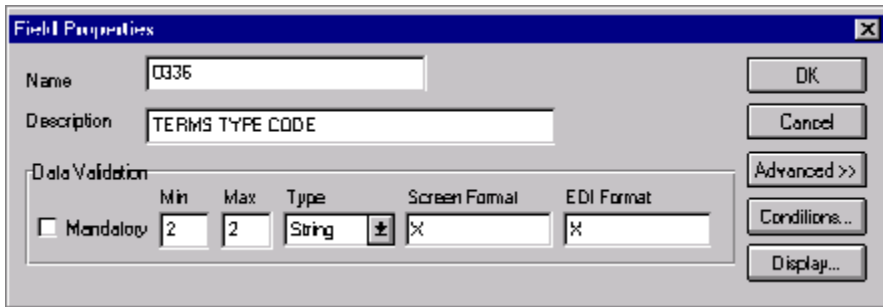 Field Properties
Name 0336 OK
Description TERMS TYPE CODE Cancel
Data Validation Advanced >>
Min Max Type Screen Format EDI Format
Mandatory 2 2 String X X Conditions...
Display...